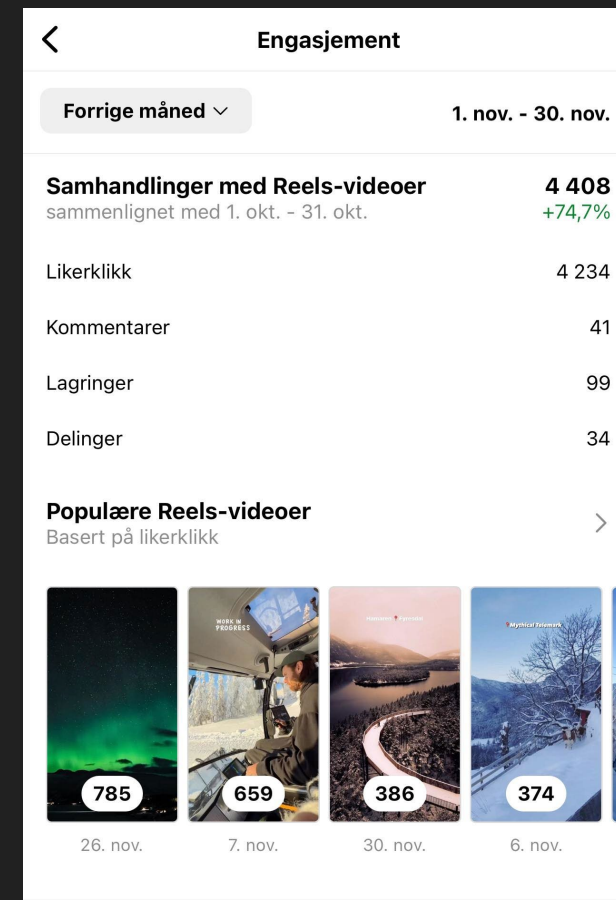 Engasjement
Forrige måned
1. nov. - 30. nov.
Samhandlinger med Reels-videoer 4 408
sammenlignet med 1. okt. - 31. okt. +74,7%
Likerklikk 4 234
Kommentarer 41
Lagringer 99
Delinger 34
Populære Reels-videoer
Basert på likerklikk
WORK IN
PROGRESS
Mythical Telemark
785 659 386 374
26. nov. 7. nov. 30. nov. 6. nov.